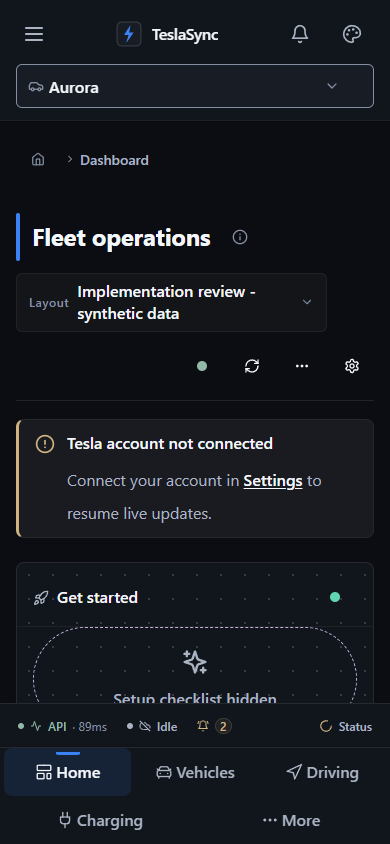 TeslaSync
Aurora
Dashboard
Fleet operations
Layout
Implementation review -
synthetic data
Tesla account not connected
Connect your account in Settings to
resume live updates.
Get started
Setup checklist hidden
API · 89ms
Idle
2
Status
Home
Vehicles
Driving
Charging
More